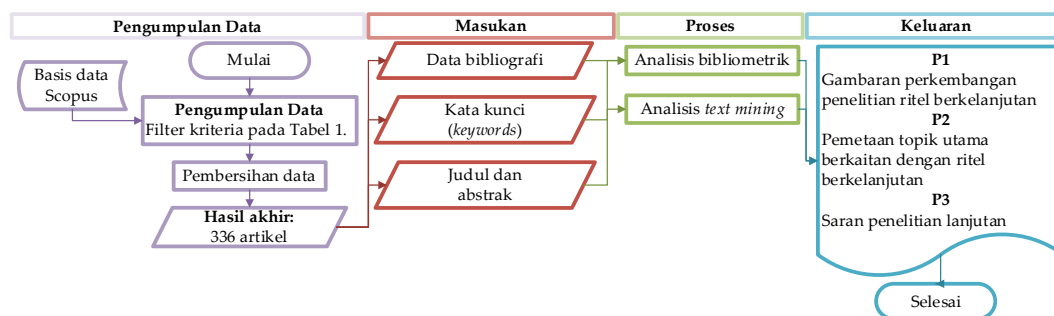 Pengumpulan Data
Masukan
Proses
Keluaran
Basis data
Scopus
Mulai
Pengumpulan Data
Filter kriteria pada Tabel 1.
Pembersihan data
Hasil akhir:
336 artikel
Data bibliografi
Kata kunci
(keywords)
Judul dan
abstrak
Analisis bibliometrik
Analisis text mining
P1
Gambaran perkembangan
penelitian ritel berkelanjutan
P2
Pemetaan topik utama
berkaitan dengan ritel
berkelanjutan
P3
Saran penelitian lanjutan
Selesai